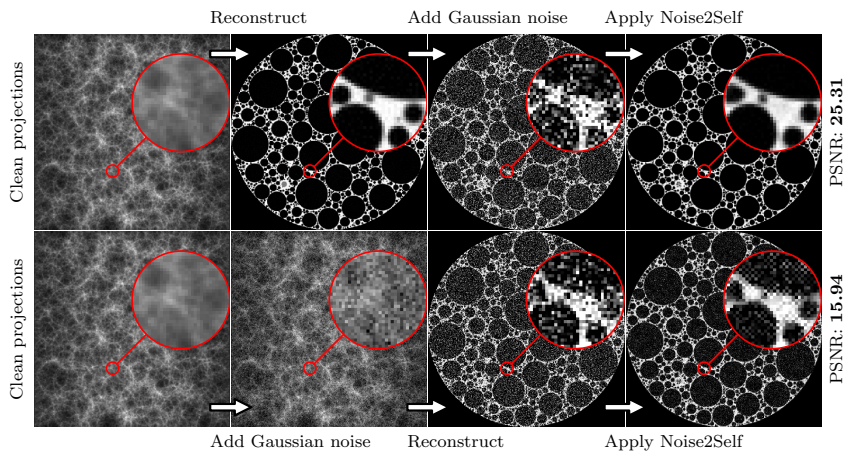 Reconstruct Add Gaussian noise Apply Noise2Self
Clean projections
PSNR: 25.31
Clean projections
PSNR: 15.94
Add Gaussian noise Reconstruct Apply Noise2Self